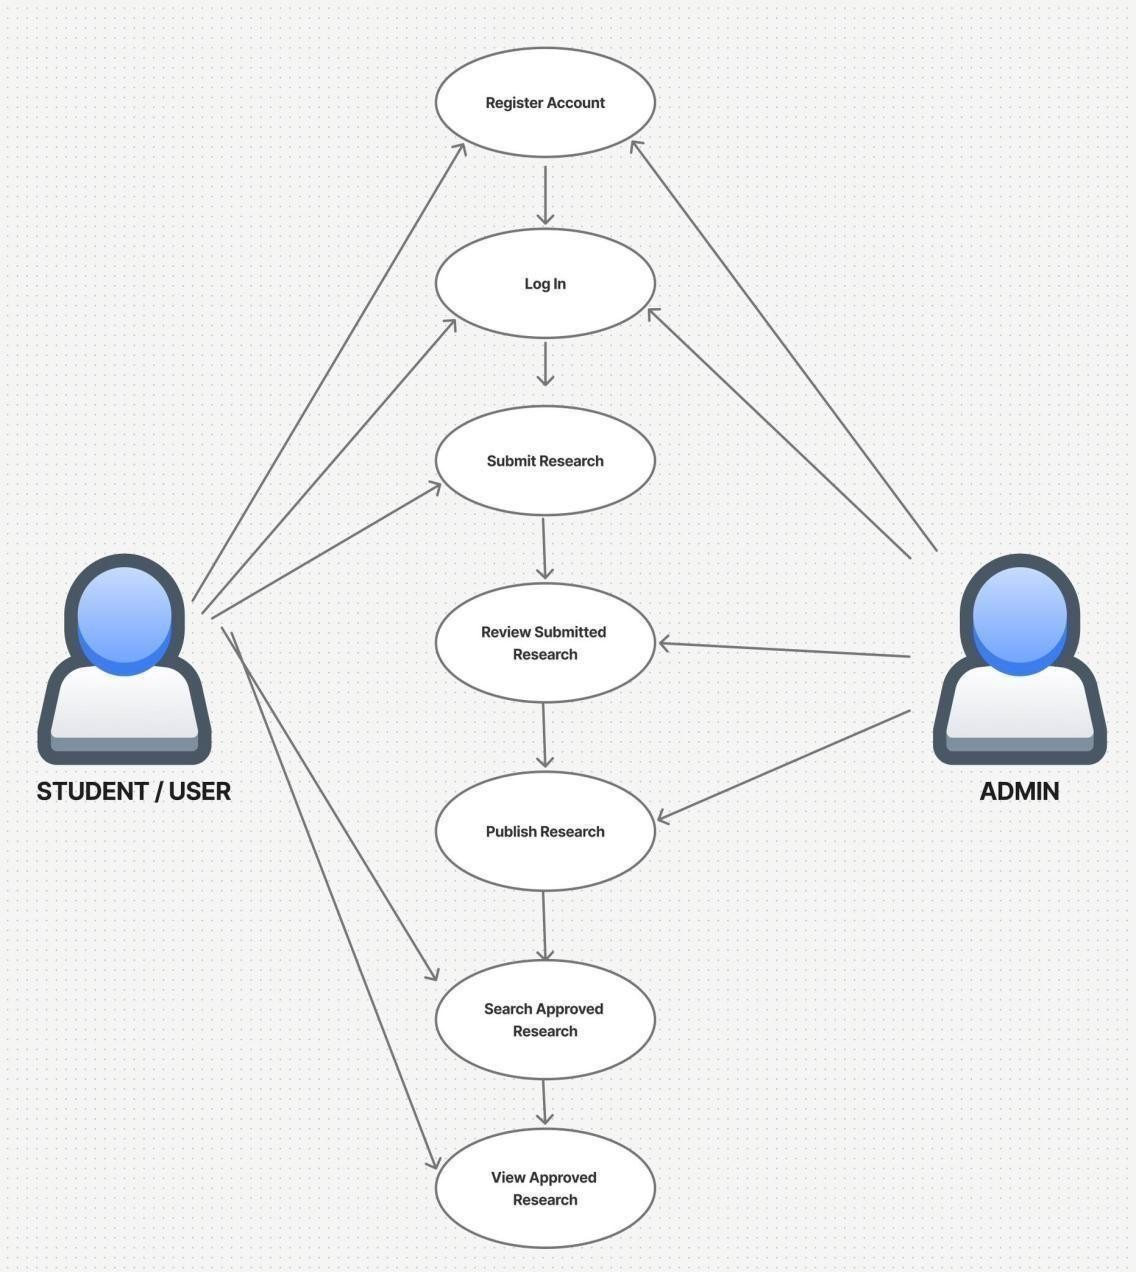 Register Account
Log In
Submit Research
Review Submitted
Research
STUDENT / USER
ADMIN
Publish Research
Search Approved
Research
View Approved
Research